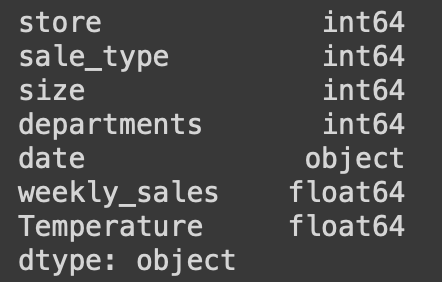 store int64
sale_type int64
size int64
departments int64
date object
weekly_sales float64
Temperature float64
dtype: object